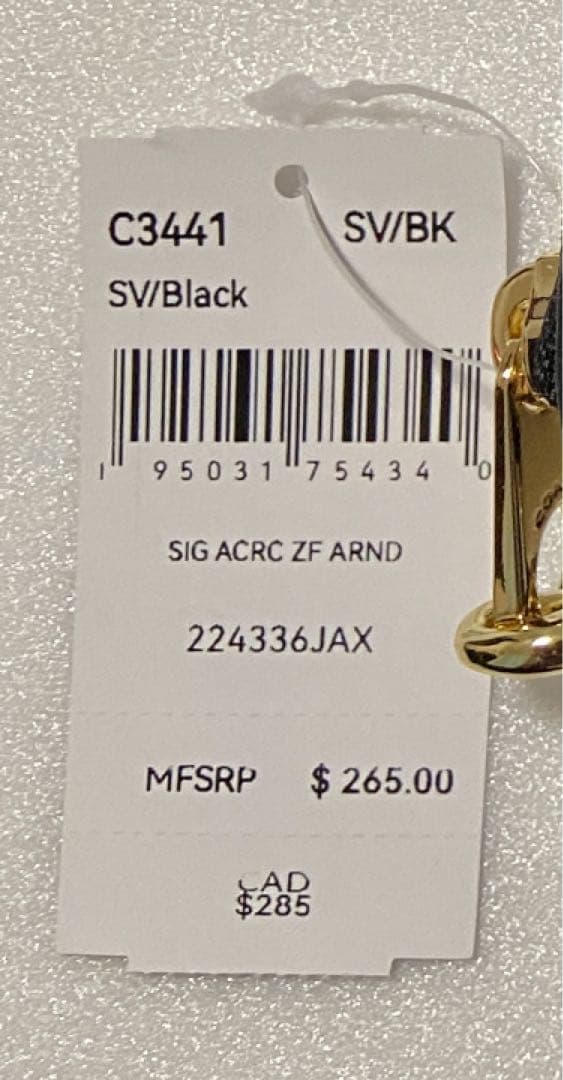 C3441 SV/BK
SV/Black
1 95031 75434 0
SIG ACRC ZF ARND
224336JAX
MFSRP $ 265.00
CAD
$285